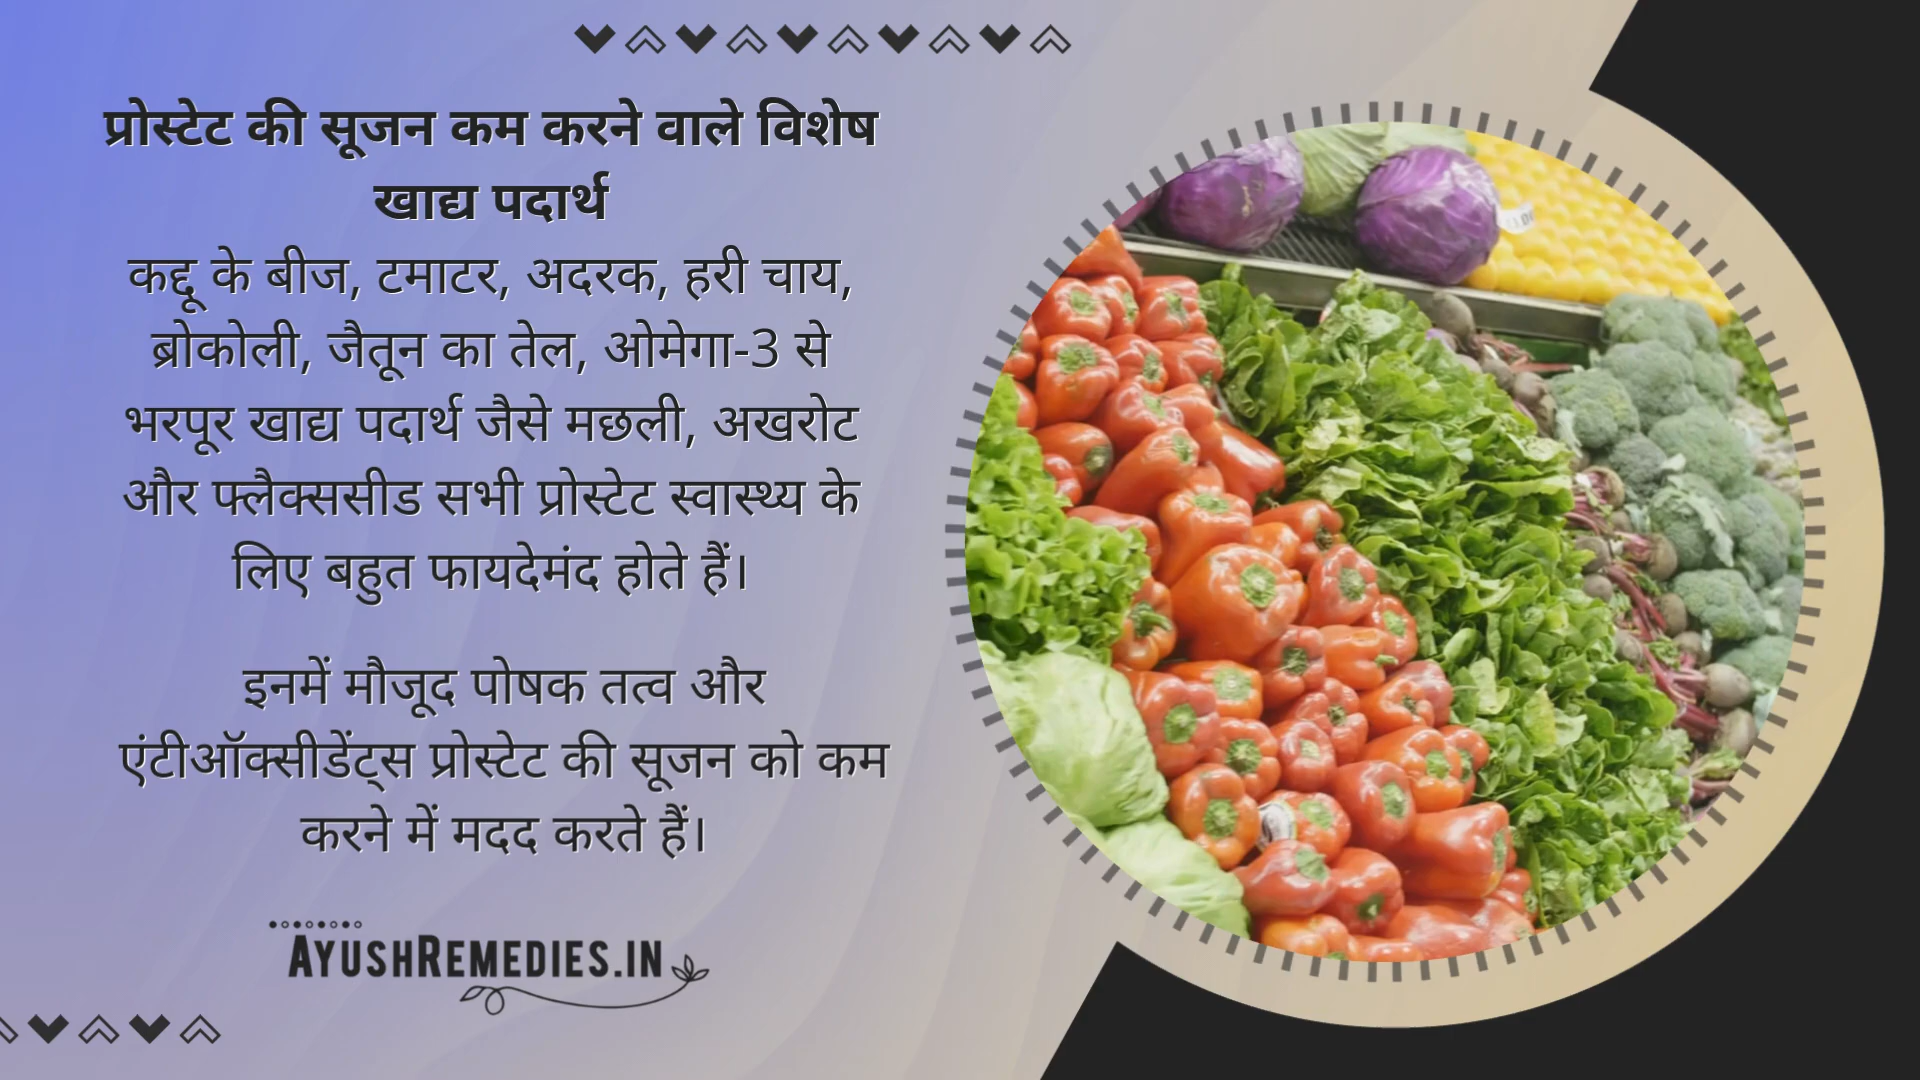 प्रोस्टेट की सूजन कम करने वाले विशेष
खाद्य पदार्थ
कद्दू के बीज, टमाटर, अदरक, हरी चाय,
ब्रोकोली, जैतून का तेल, ओमेगा-3 से
भरपूर खाद्य पदार्थ जैसे मछली, अखरोट
और फ्लैक्ससीड सभी प्रोस्टेट स्वास्थ्य के
लिए बहुत फायदेमंद होते हैं।
इनमें मौजूद पोषक तत्व और
एंटीऑक्सीडेंट्स प्रोस्टेट की सूजन को कम
करने में मदद करते हैं।
AYUSHREMEDIES.IN